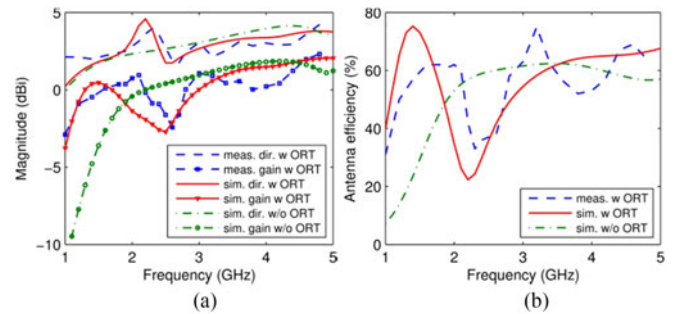 5
0
−5
−10
Magnitude (dBi)
meas. dir. w ORT
meas. gain w ORT
sim. dir. w ORT
sim. gain w ORT
sim. dir. w/o ORT
sim. gain w/o ORT
1 2 3 4 5
Frequency (GHz)
(a)
80
60
40
20
0
Antenna efficiency (%)
meas. w ORT
sim. w ORT
sim. w/o ORT
1 2 3 4 5
Frequency (GHz)
(b)